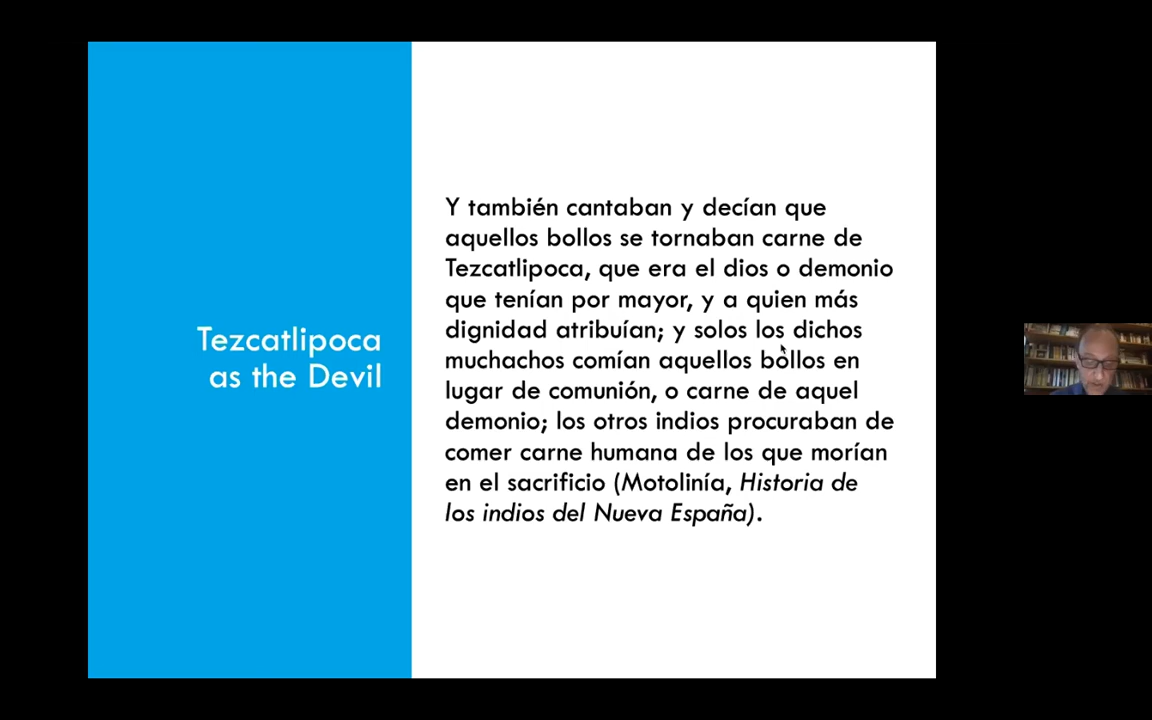 Tezcatlipoca
as the Devil
Y también cantaban y decían que
aquellos bollos se tornaban carne de
Tezcatlipoca, que era el dios o demonio
que tenían por mayor, y a quien más
dignidad atribuían; y solos los dichos
muchachos comían aquellos bollos en
lugar de comunión, o carne de aquel
demonio; los otros indios procuraban de
comer carne humana de los que morían
en el sacrificio (Motolinía, Historia de
los indios del Nueva España).